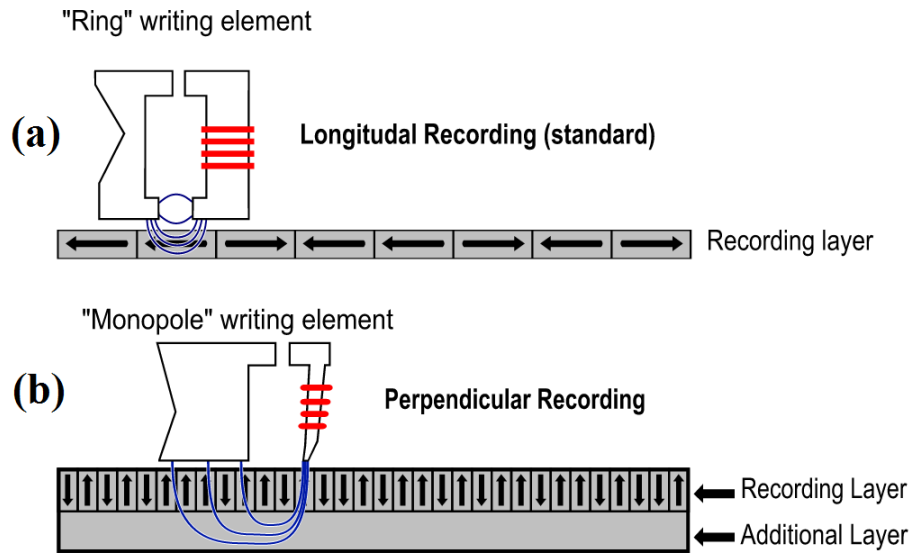 "Ring" writing element
(a)
Longitudal Recording (standard)
Recording layer
"Monopole" writing element
(b)
Perpendicular Recording
Recording Layer
Additional Layer